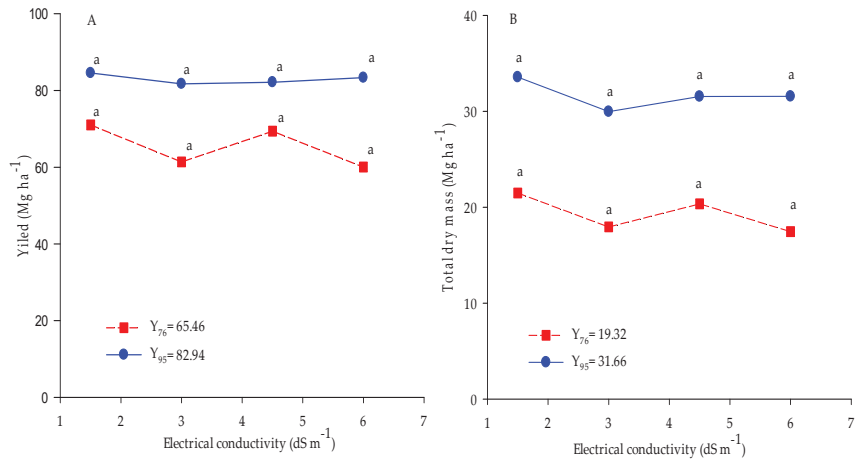 A
100
80
60
40
20
0
Yiled (Mg ha-1)
a a a a
a a a a
Y76= 65.46
Y95= 82.94
1 2 3 4 5 6 7
Electrical conductivity (dS m-1)
B
40
30
20
10
0
Total dry mass (Mg ha-1)
a a a a
a a a a
Y76= 19.32
Y95= 31.66
1 2 3 4 5 6 7
Electrical conductivity (dS m-1)